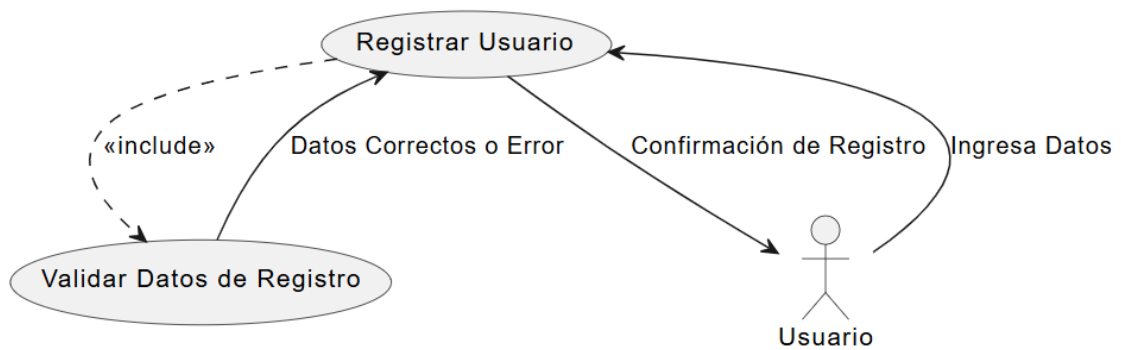 Registrar Usuario
«include»
Datos Correctos o Error
Confirmación de Registro
Ingresa Datos
Validar Datos de Registro
Usuario